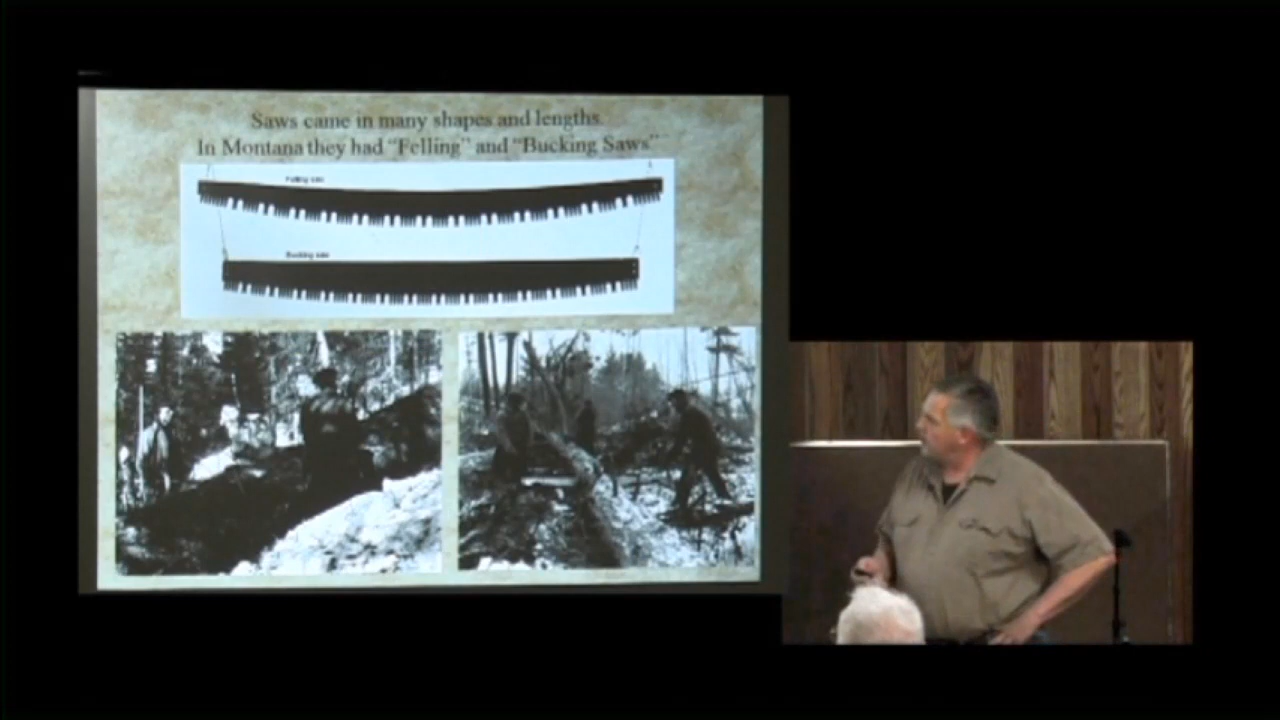 Saws came in many shapes and lengths.
In Montana they had “Felling” and “Bucking Saws”
Felling saw
Bucking saw